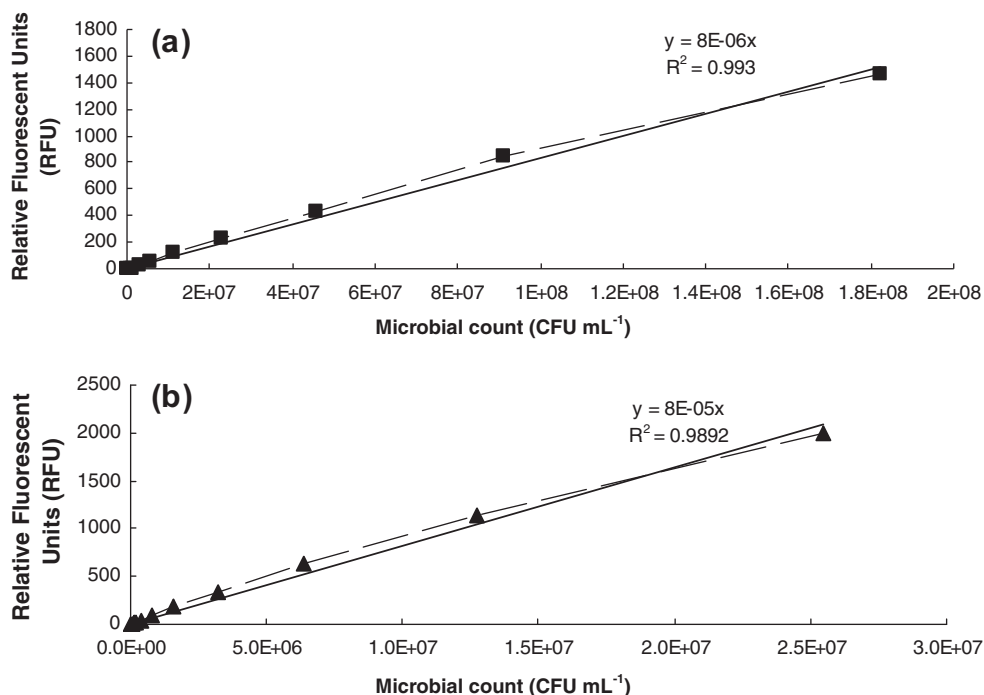 (a)
Relative Fluorescent Units
(RFU)
1800
1600
1400
1200
1000
800
600
400
200
0
y = 8E-06x
R² = 0.993
0 2E+07 4E+07 6E+07 8E+07 1E+08 1.2E+08 1.4E+08 1.6E+08 1.8E+08 2E+08
Microbial count (CFU mL⁻¹)
(b)
Relative Fluorescent
Units (RFU)
2500
2000
1500
1000
500
0
y = 8E-05x
R² = 0.9892
0.0E+00 5.0E+06 1.0E+07 1.5E+07 2.0E+07 2.5E+07 3.0E+07
Microbial count (CFU mL⁻¹)